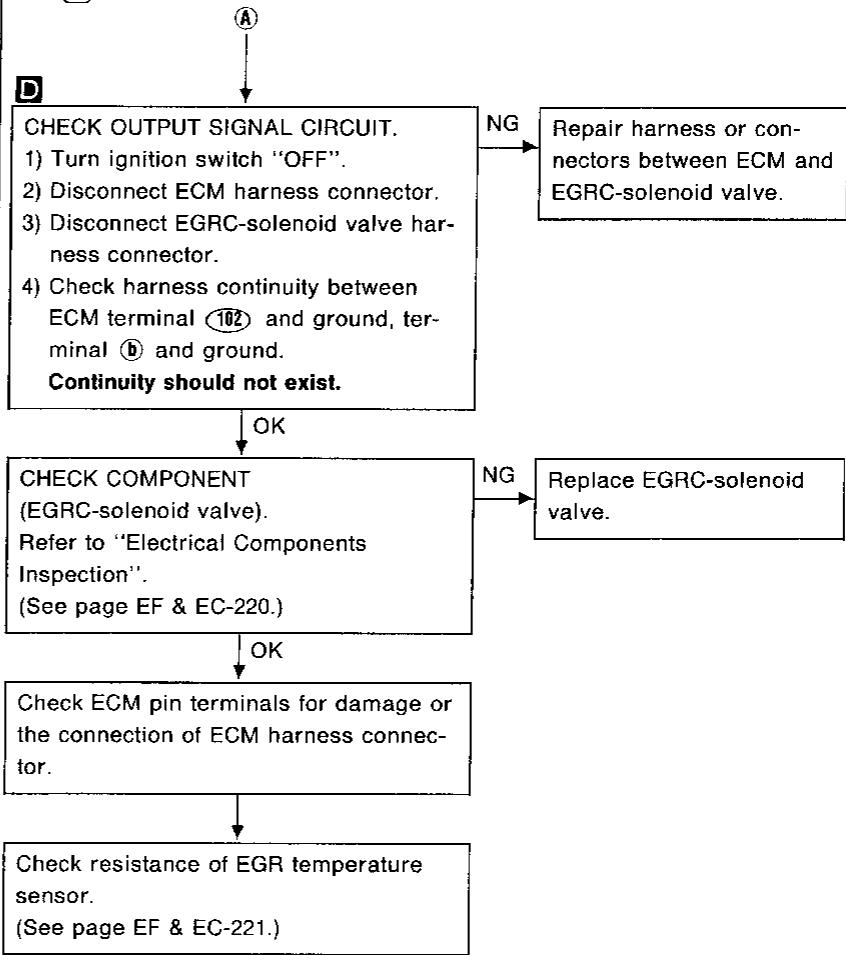 A
D
CHECK OUTPUT SIGNAL CIRCUIT.
1) Turn ignition switch "OFF".
2) Disconnect ECM harness connector.
3) Disconnect EGRC-solenoid valve har-
ness connector.
4) Check harness continuity between
ECM terminal 102 and ground, ter-
minal b and ground.
Continuity should not exist.
NG
Repair harness or con-
nectors between ECM and
EGRC-solenoid valve.
OK
CHECK COMPONENT
(EGRC-solenoid valve).
Refer to "Electrical Components
Inspection".
(See page EF & EC-220.)
NG
Replace EGRC-solenoid
valve.
OK
Check ECM pin terminals for damage or
the connection of ECM harness connec-
tor.
Check resistance of EGR temperature
sensor.
(See page EF & EC-221.)